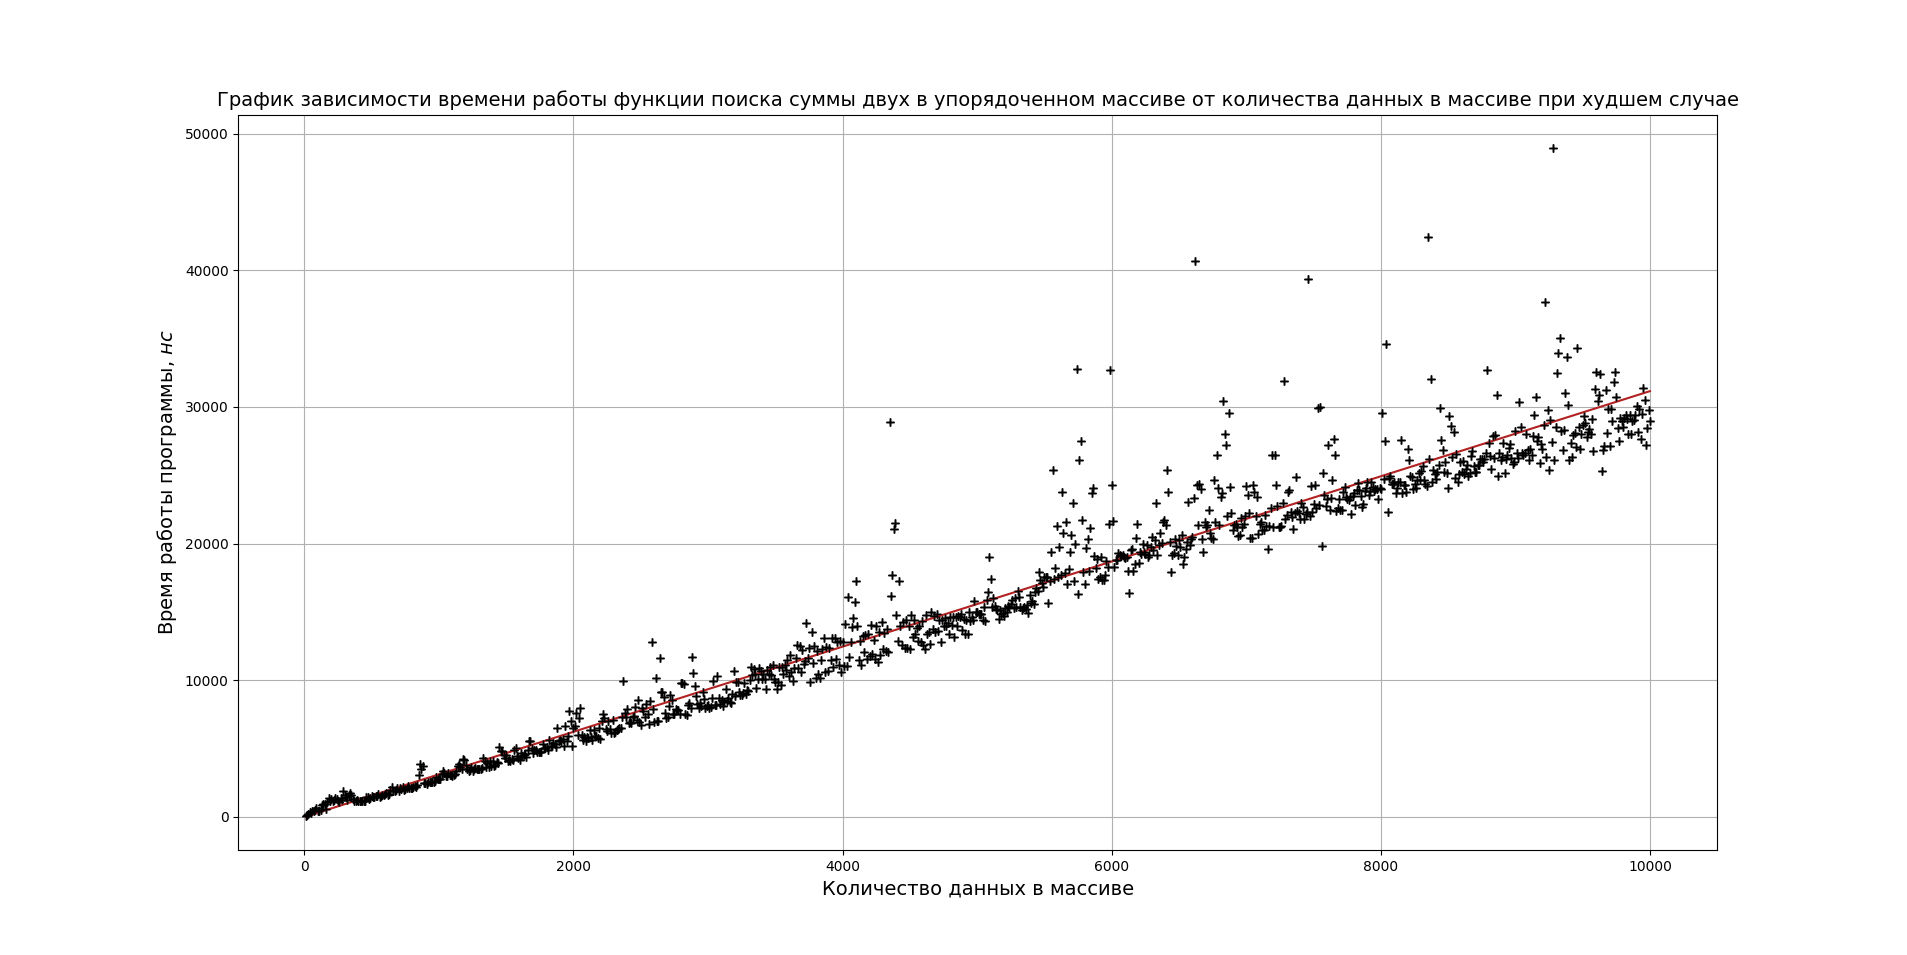 График зависимости времени работы функции поиска суммы двух в упорядоченном массиве от количества данных в массиве при худшем случае
50000
40000
30000
20000
10000
0
Время работы программы, нс
0 2000 4000 6000 8000 10000
Количество данных в массиве